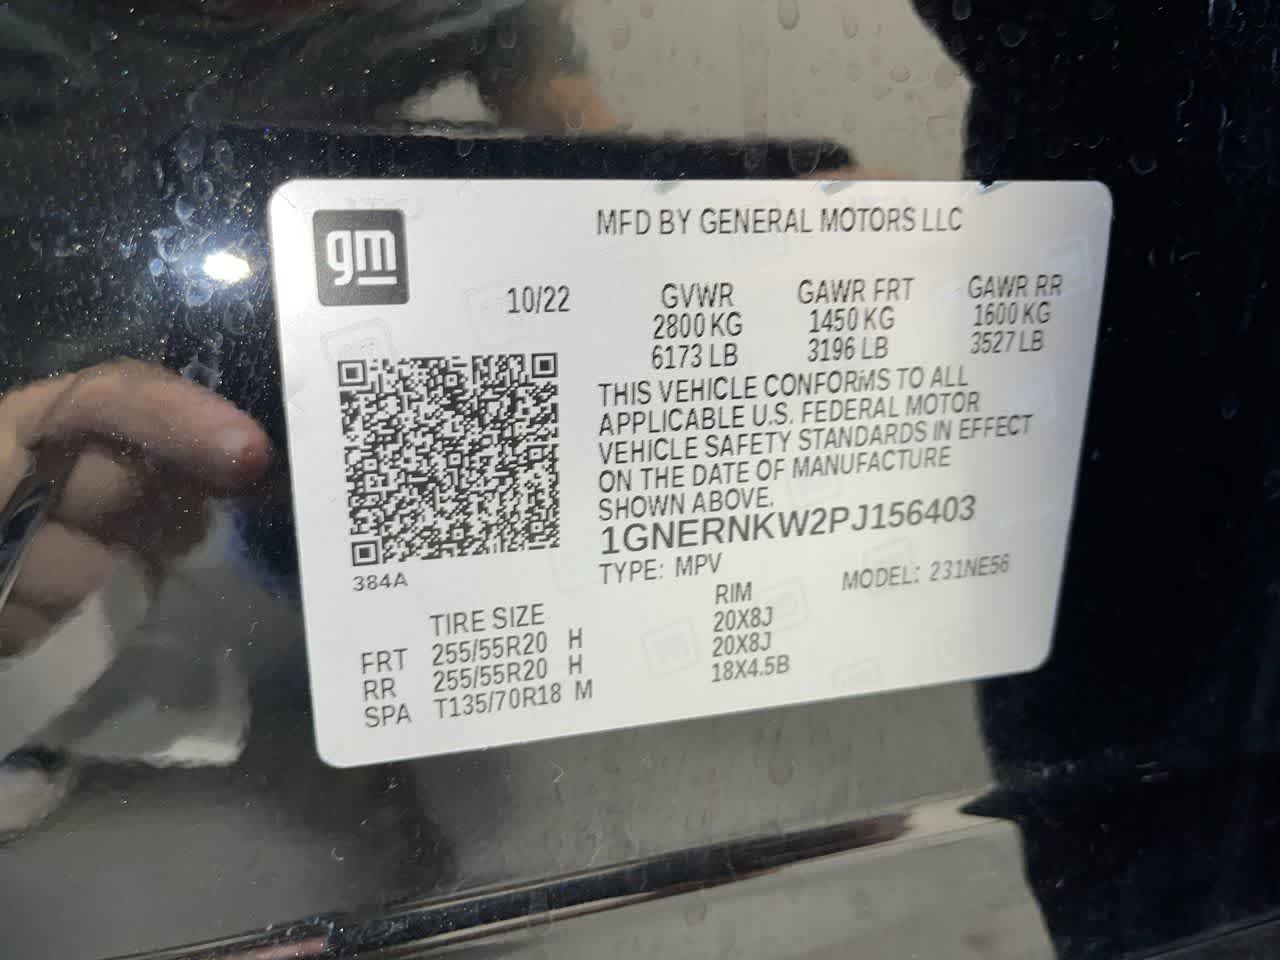 gm
MFD BY GENERAL MOTORS LLC
10/22 GVWR GAWR FRT GAWR RR
2800 KG 1450 KG 1600 KG
6173 LB 3196 LB 3527 LB
THIS VEHICLE CONFORMS TO ALL
APPLICABLE U.S. FEDERAL MOTOR
VEHICLE SAFETY STANDARDS IN EFFECT
ON THE DATE OF MANUFACTURE
SHOWN ABOVE.
1GNERNKW2PJ156403
384A
TYPE: MPV MODEL: 231NE56
TIRE SIZE RIM
FRT 255/55R20 H 20X8J
RR 255/55R20 H 20X8J
SPA T135/70R18 M 18X4.5B